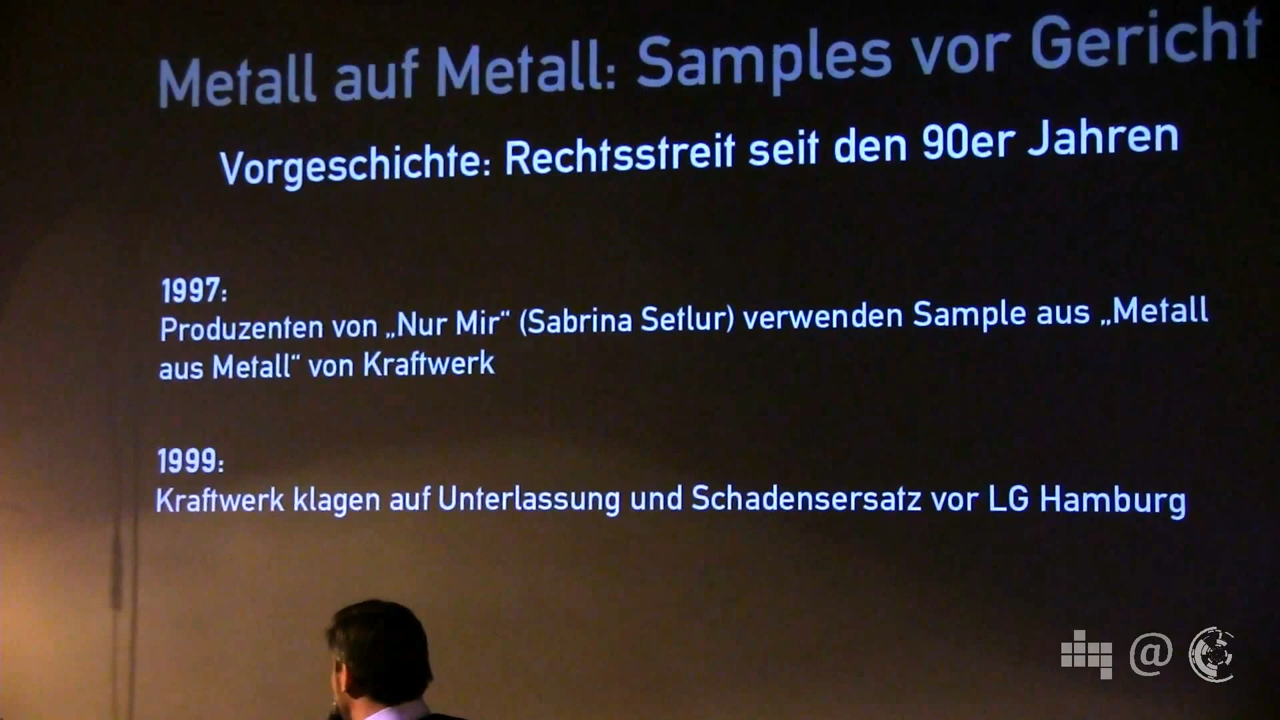 Metall auf Metall: Samples vor Gericht
Vorgeschichte: Rechtsstreit seit den 90er Jahren
1997:
Produzenten von „Nur Mir“ (Sabrina Setlur) verwenden Sample aus „Metall
aus Metall“ von Kraftwerk
1999:
Kraftwerk klagen auf Unterlassung und Schadensersatz vor LG Hamburg
@